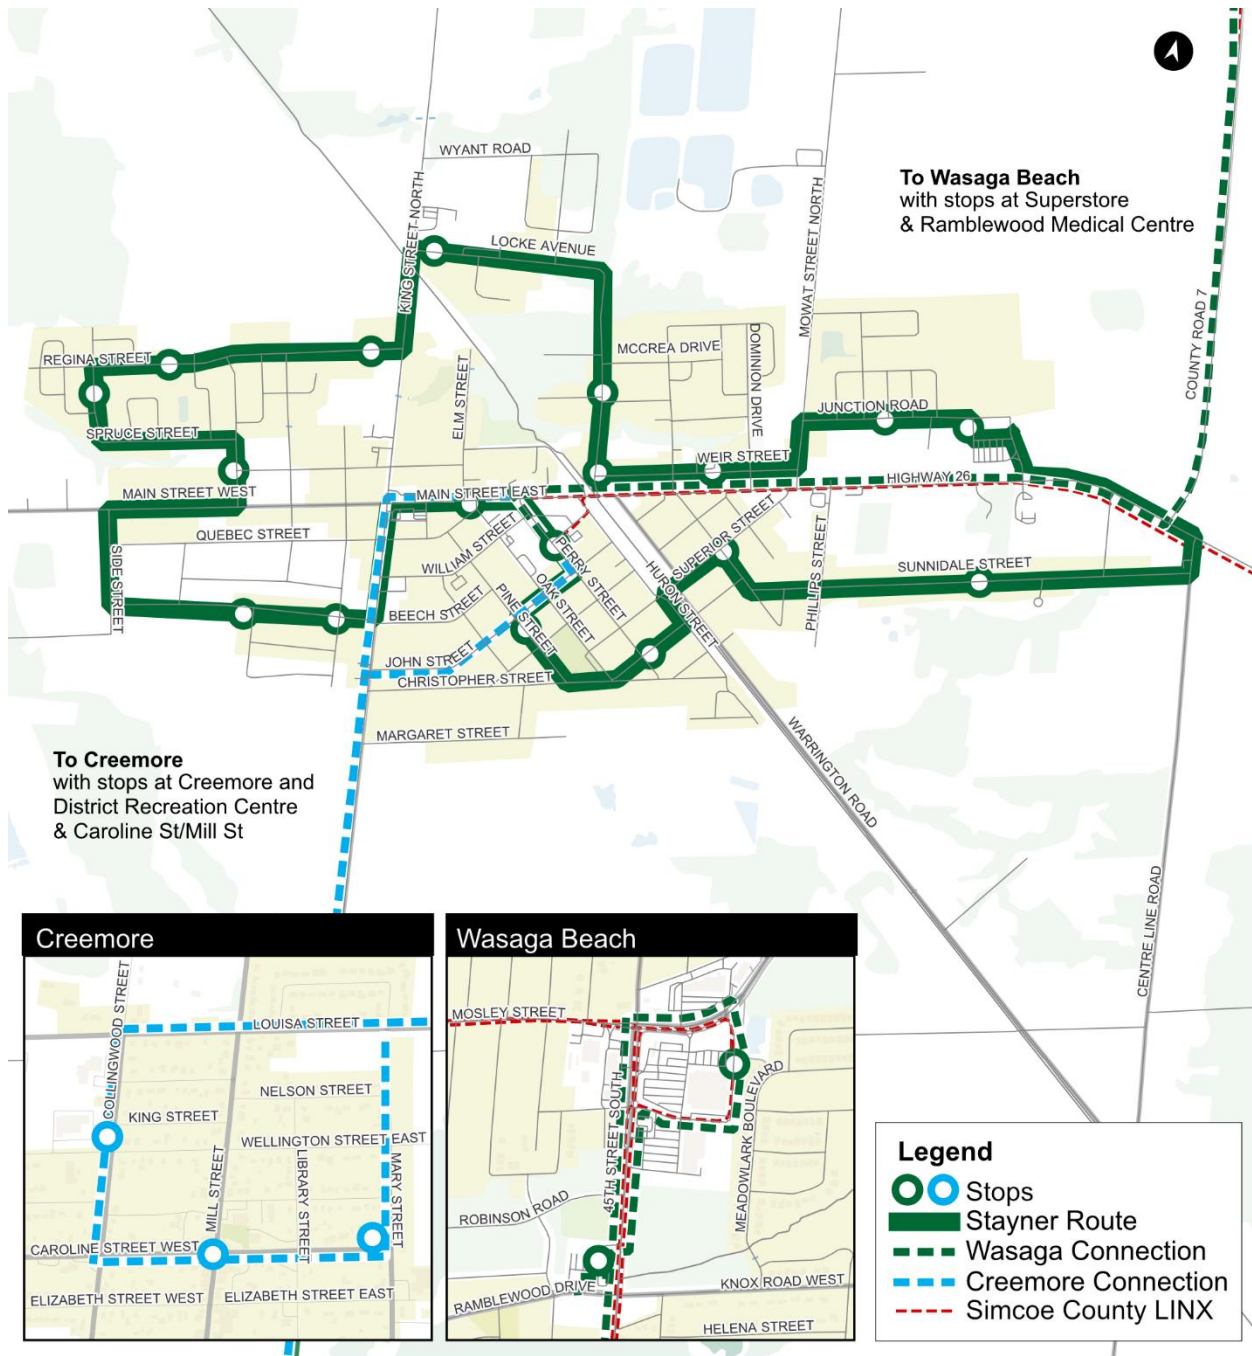 WYANT ROAD
KING STREET NORTH
LOCKE AVENUE
MOWAT STREET NORTH
To Wasaga Beach
with stops at Superstore
& Ramblewood Medical Centre
COUNTY ROAD 7
REGINA STREET
ELM STREET
MCCREA DRIVE
DOMINION DRIVE
JUNCTION ROAD
SPRUCE STREET
WEIR STREET
HIGHWAY 26
MAIN STREET WEST
MAIN STREET EAST
QUEBEC STREET
WILLIAM STREET
SIDE STREET
PERRY STREET
SUPERIOR STREET
HURON STREET
PHILLIPS STREET
SUNNIDALE STREET
BEECH STREET
PINE STREET
OAK STREET
JOHN STREET
CHRISTOPHER STREET
MARGARET STREET
WARRINGTON ROAD
CENTRE LINE ROAD
To Creemore
with stops at Creemore and
District Recreation Centre
& Caroline St/Mill St
Creemore
COLLINGWOOD STREET
LOUISA STREET
NELSON STREET
KING STREET
WELLINGTON STREET EAST
MILL STREET
LIBRARY STREET
MARY STREET
CAROLINE STREET WEST
ELIZABETH STREET WEST
ELIZABETH STREET EAST
Wasaga Beach
MOSLEY STREET
45TH STREET SOUTH
MEADOWLARK BOULEVARD
ROBINSON ROAD
RAMBLEWOOD DRIVE
KNOX ROAD WEST
HELENA STREET
Legend
Stops
Stayner Route
Wasaga Connection
Creemore Connection
Simcoe County LINX